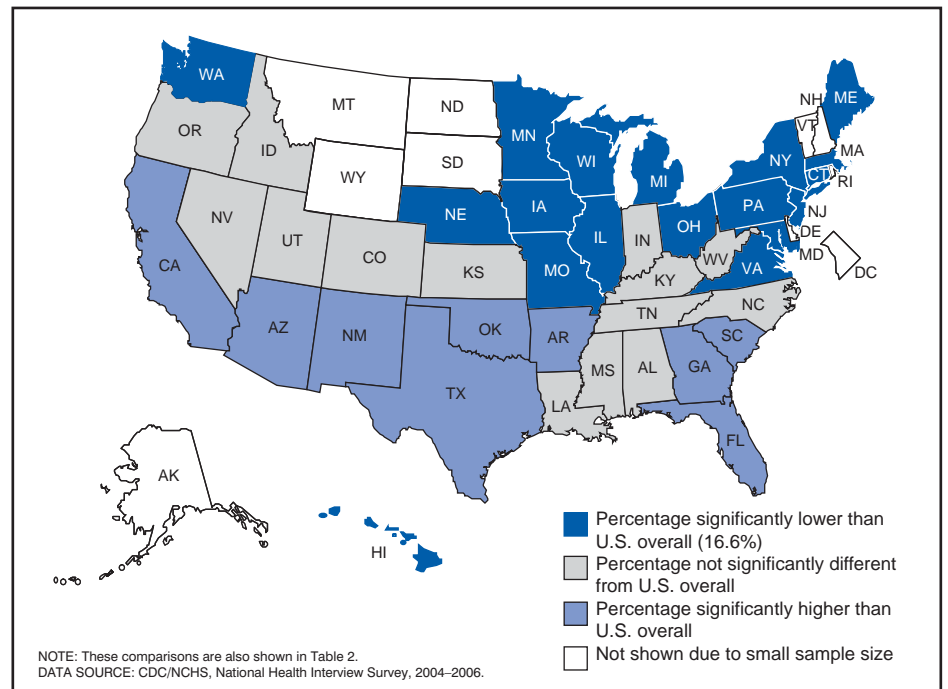 WA
MT
ND
MN
NH
ME
VT
OR
ID
SD
WI
MI
NY
MA
CT
RI
WY
NE
IA
PA
NJ
NV
UT
CO
IL
IN
OH
DE
MD
DC
CA
KS
MO
WV
VA
KY
NC
TN
AZ
NM
OK
AR
SC
TX
MS
AL
GA
LA
FL
AK
HI
Percentage significantly lower than
U.S. overall (16.6%)
Percentage not significantly different
from U.S. overall
Percentage significantly higher than
U.S. overall
Not shown due to small sample size
NOTE: These comparisons are also shown in Table 2.
DATA SOURCE: CDC/NCHS, National Health Interview Survey, 2004–2006.